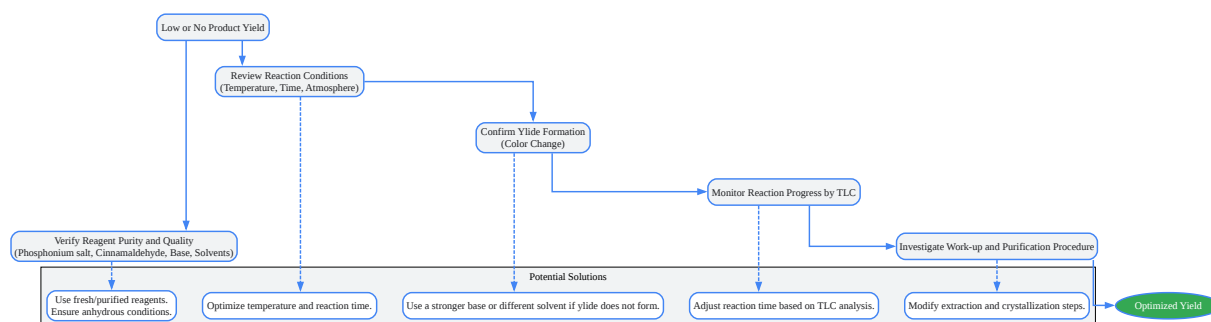 Low or No Product Yield
Review Reaction Conditions
(Temperature, Time, Atmosphere)
Confirm Ylide Formation
(Color Change)
Monitor Reaction Progress by TLC
Verify Reagent Purity and Quality
(Phosphonium salt, Cinnamaldehyde, Base, Solvents)
Investigate Work-up and Purification Procedure
Potential Solutions
Use fresh/purified reagents.
Ensure anhydrous conditions.
Optimize temperature and reaction time.
Use a stronger base or different solvent if ylide does not form.
Adjust reaction time based on TLC analysis.
Modify extraction and crystallization steps.
Optimized Yield